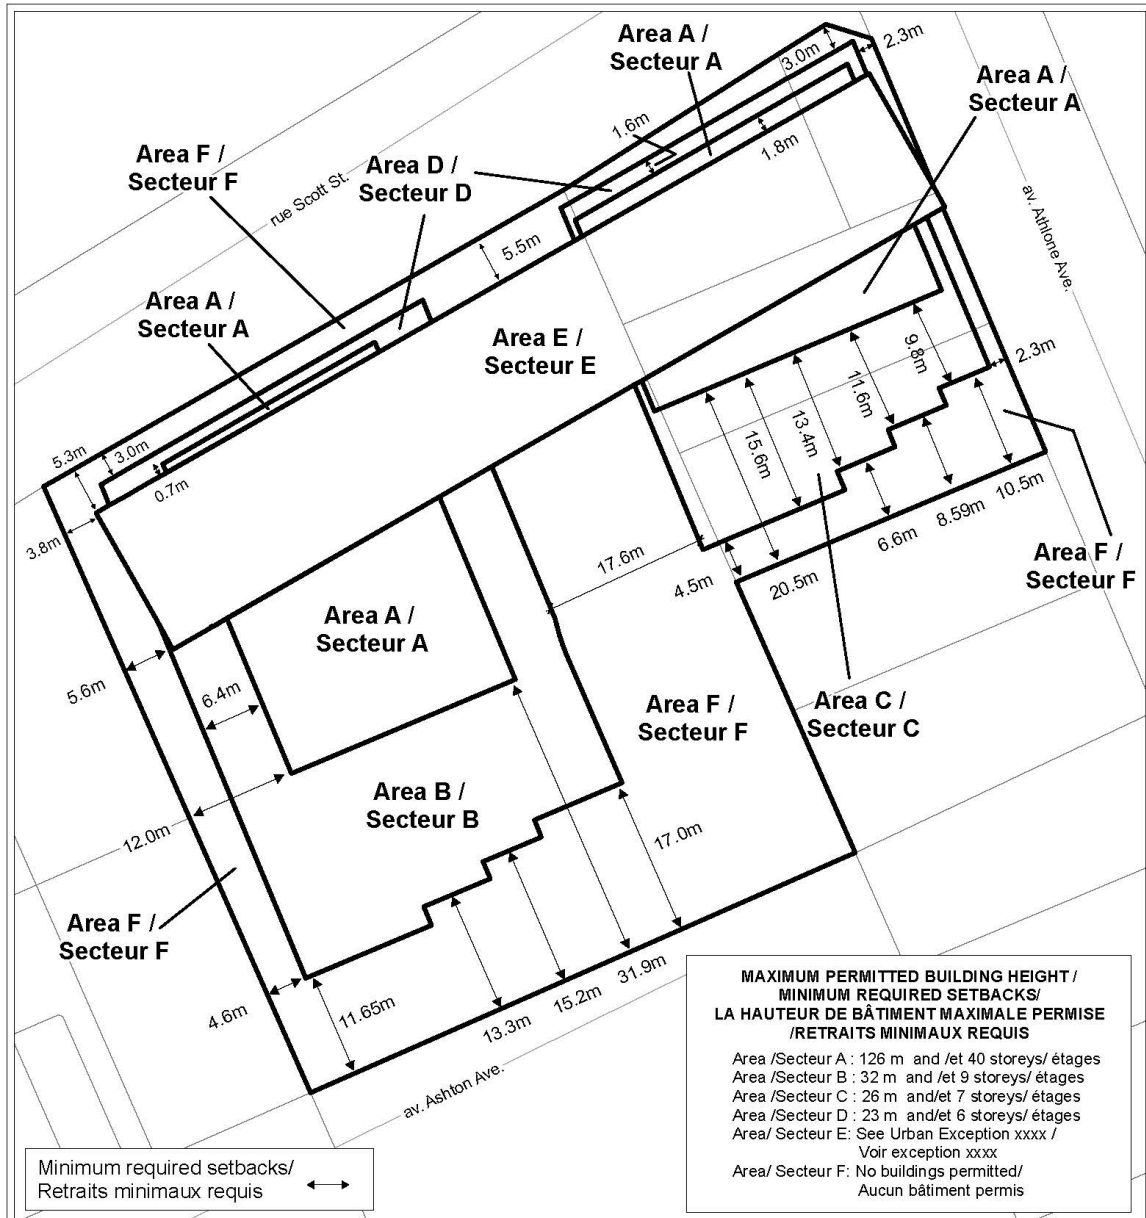 Area A /
Secteur A
3.0m
2.3m
Area A /
Secteur A
1.6m
1.8m
Area F /
Secteur F
Area D /
Secteur D
rue Scott St.
av. Athlone Ave.
5.5m
Area A /
Secteur A
Area E /
Secteur E
9.8m
11.6m
13.4m
15.6m
2.3m
5.3m
3.0m
0.7m
3.8m
10.5m
8.59m
6.6m
20.5m
4.5m
17.6m
Area F /
Secteur F
Area A /
Secteur A
5.6m
6.4m
Area F /
Secteur F
Area C /
Secteur C
Area B /
Secteur B
12.0m
17.0m
Area F /
Secteur F
4.6m
11.65m
13.3m
15.2m
31.9m
av. Ashton Ave.
MAXIMUM PERMITTED BUILDING HEIGHT /
MINIMUM REQUIRED SETBACKS/
LA HAUTEUR DE BÂTIMENT MAXIMALE PERMISE
/RETRAITS MINIMAUX REQUIS
Area /Secteur A : 126 m and /et 40 storeys/ étages
Area /Secteur B : 32 m and /et 9 storeys/ étages
Area /Secteur C : 26 m and/et 7 storeys/ étages
Area /Secteur D : 23 m and/et 6 storeys/ étages
Area/ Secteur E: See Urban Exception xxxx /
Voir exception xxxx
Area/ Secteur F: No buildings permitted/
Aucun bâtiment permis
Minimum required setbacks/
Retraits minimaux requis